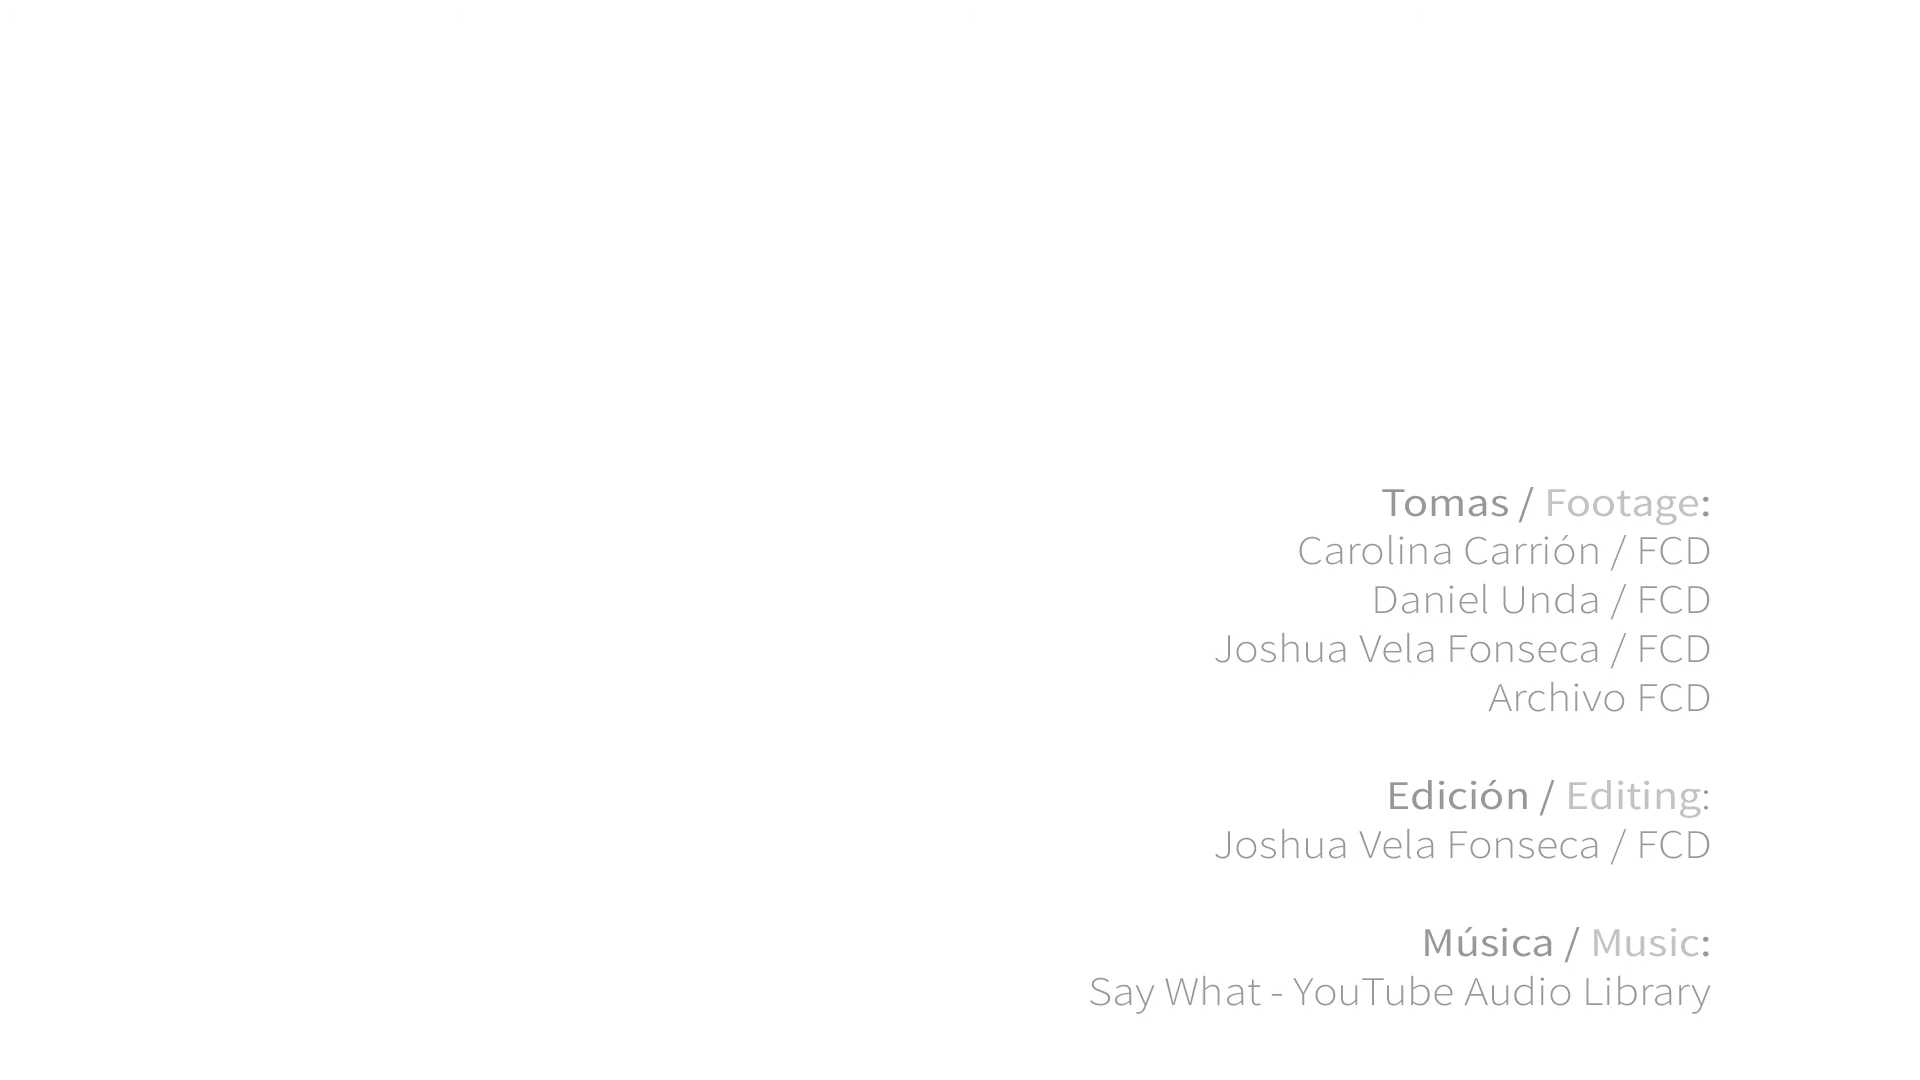 Tomas / Footage:
Carolina Carrión / FCD
Daniel Unda / FCD
Joshua Vela Fonseca / FCD
Archivo FCD
Edición / Editing:
Joshua Vela Fonseca / FCD
Música / Music:
Say What - YouTube Audio Library